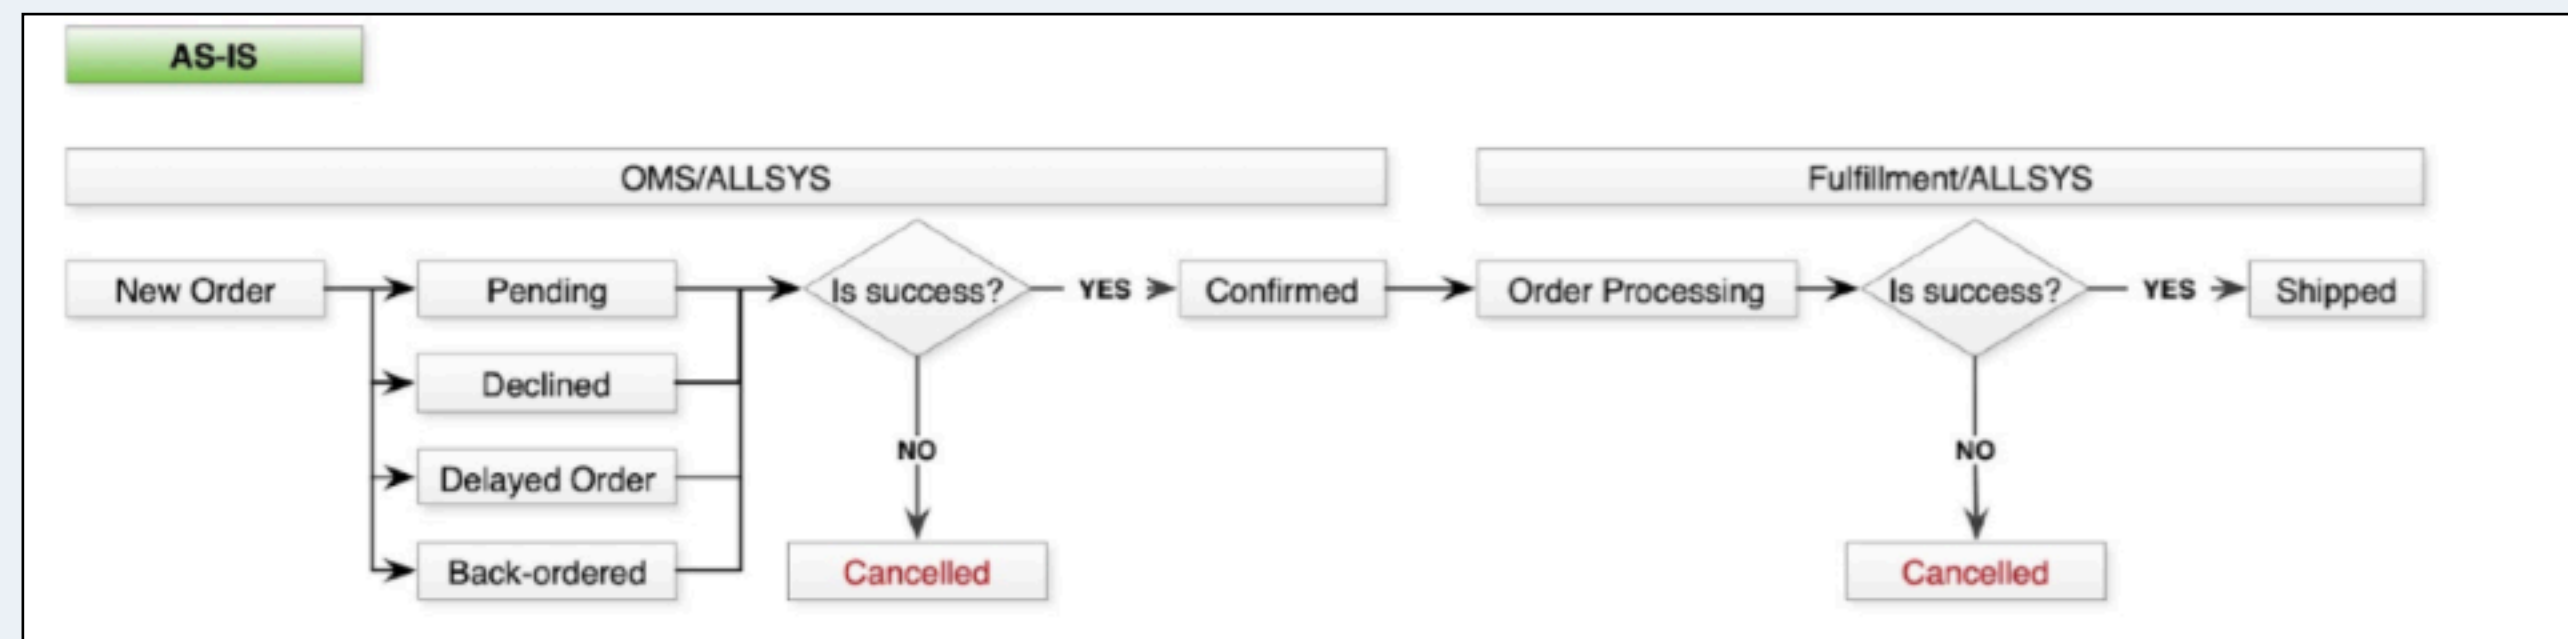 AS-IS
OMS/ALLSYS
Fulfillment/ALLSYS
New Order
Pending
Is success?
YES
Confirmed
Order Processing
Is success?
YES
Shipped
Declined
NO
NO
Delayed Order
Back-ordered
Cancelled
Cancelled